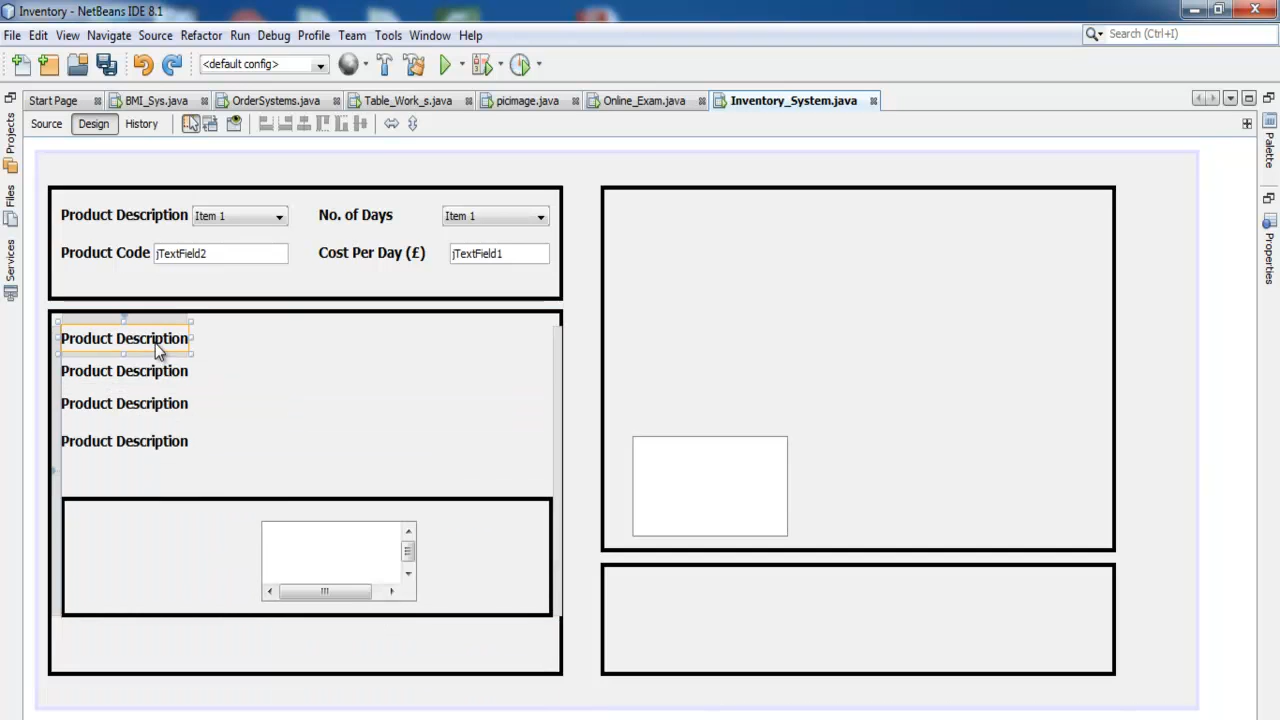 Inventory - NetBeans IDE 8.1
File Edit View Navigate Source Refactor Run Debug Profile Team Tools Window Help
Search (Ctrl+I)
<default config>
Start Page BMI_Sys.java OrderSystems.java Table_Work_s.java picimage.java Online_Exam.java Inventory_System.java
Source Design History
Projects
Files
Services
Palette
Properties
Product Description Item 1 No. of Days Item 1
Product Code jTextField2 Cost Per Day (£) jTextField1
Product Description
Product Description
Product Description
Product Description